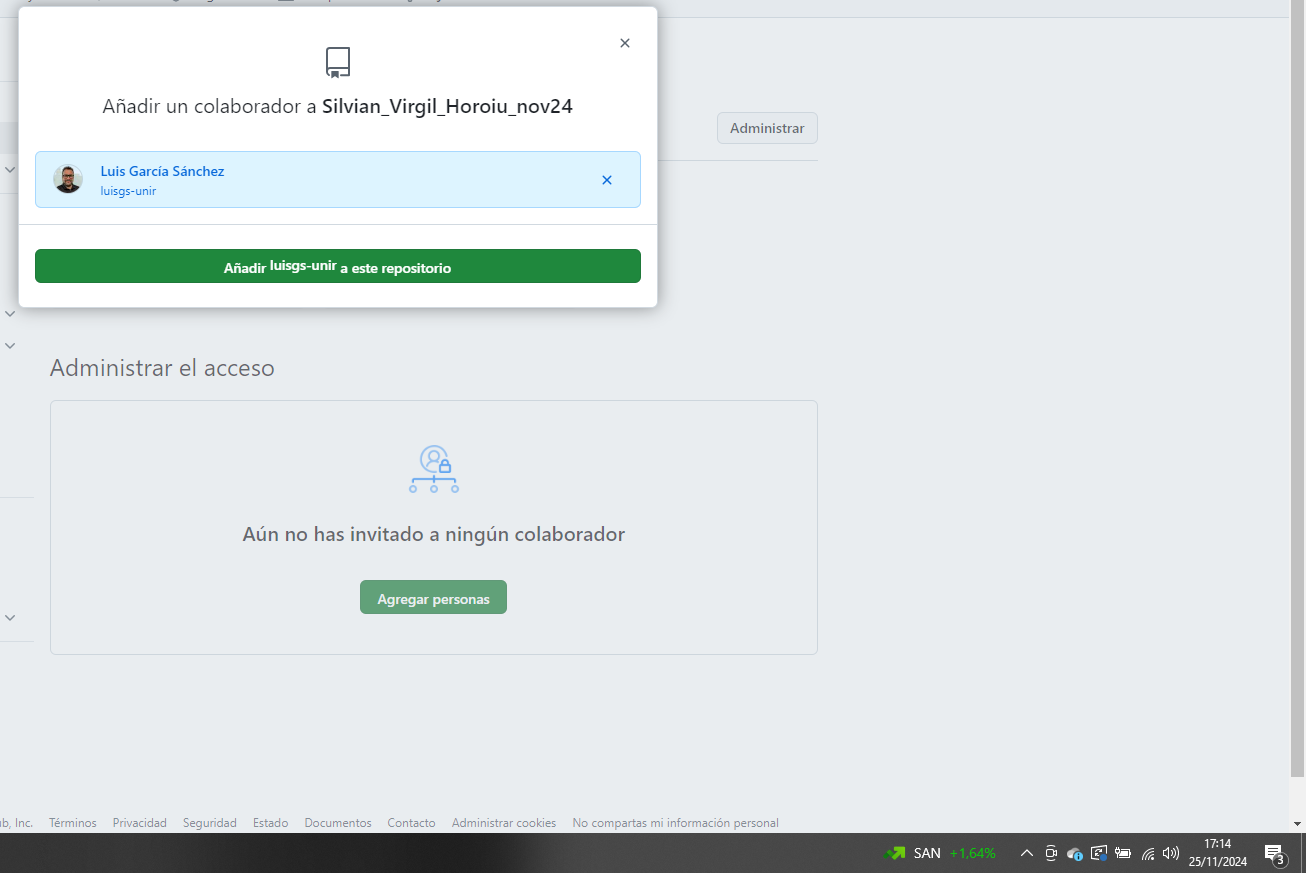 Añadir un colaborador a Silvian_Virgil_Horoiu_nov24
Administrar
Luis García Sánchez
luisgs-unir
Añadir luisgs-unir a este repositorio
Administrar el acceso
Aún no has invitado a ningún colaborador
Agregar personas
Inc. Términos Privacidad Seguridad Estado Documentos Contacto Administrar cookies No compartas mi información personal
SAN +1,64%
17:14
25/11/2024
3